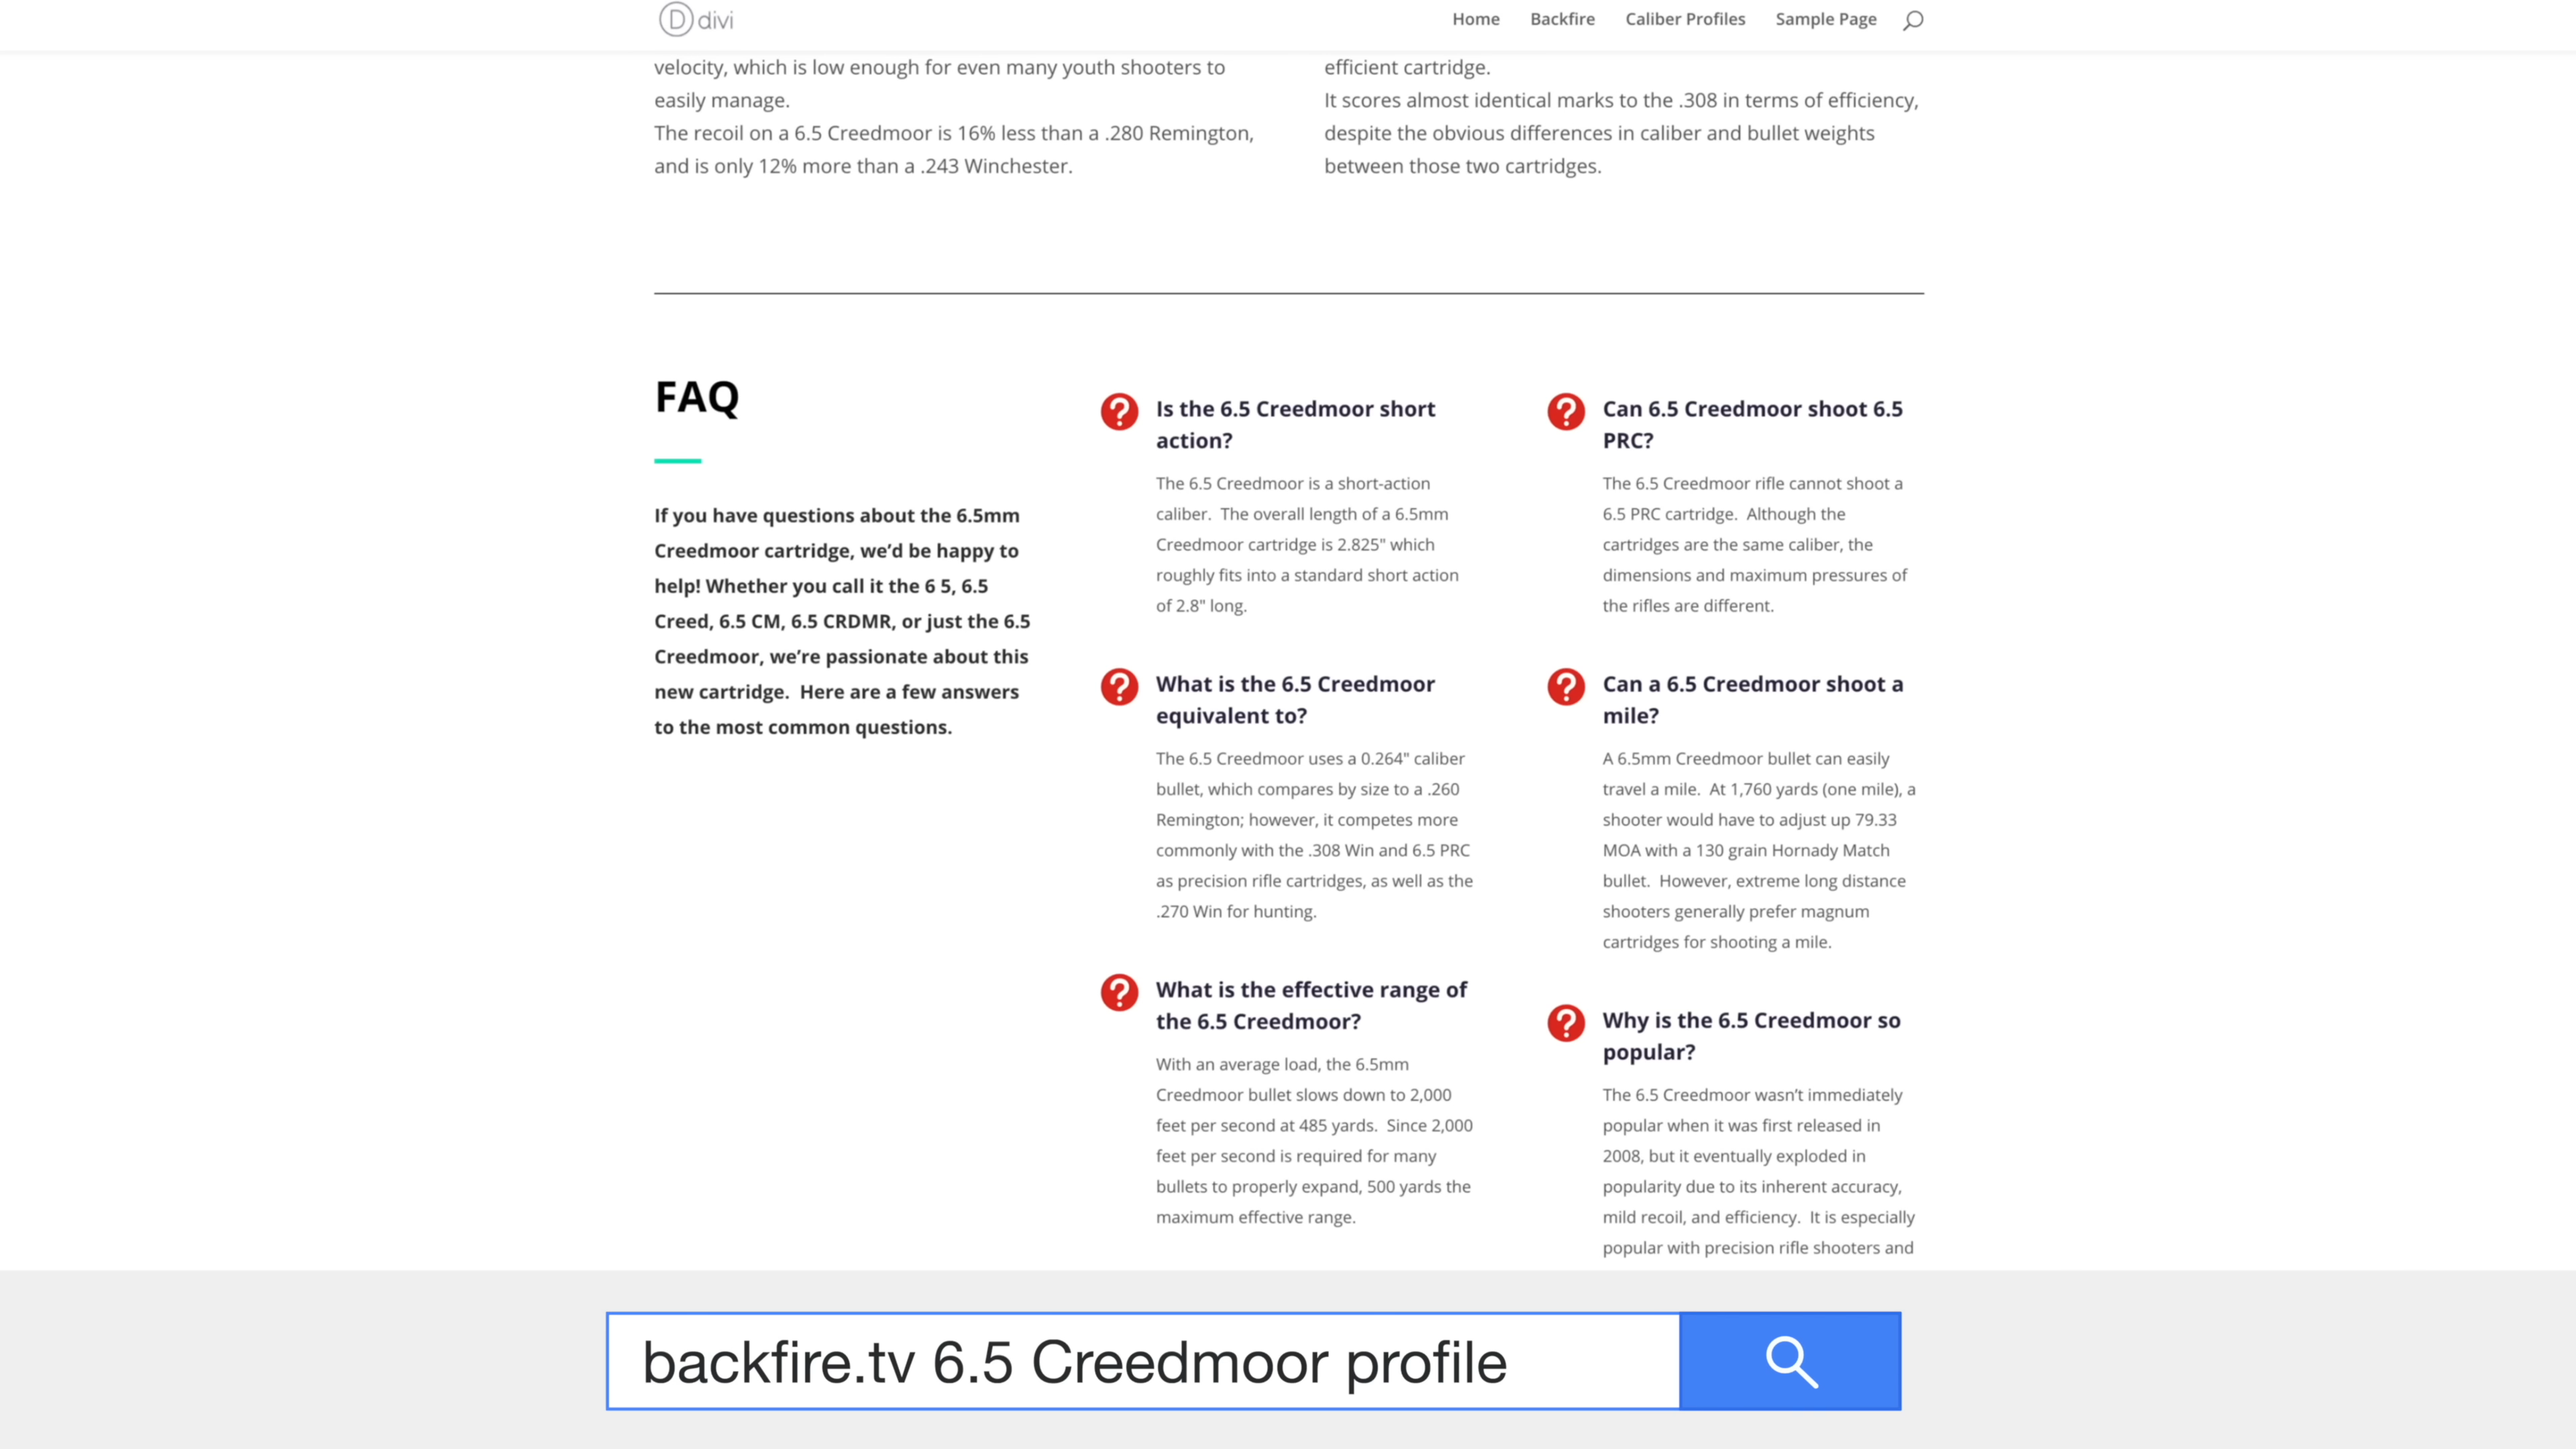 divi
Home
Backfire
Caliber Profiles
Sample Page
velocity, which is low enough for even many youth shooters to
easily manage.
The recoil on a 6.5 Creedmoor is 16% less than a .280 Remington,
and is only 12% more than a .243 Winchester.
efficient cartridge.
It scores almost identical marks to the .308 in terms of efficiency,
despite the obvious differences in caliber and bullet weights
between those two cartridges.
FAQ
If you have questions about the 6.5mm
Creedmoor cartridge, we’d be happy to
help! Whether you call it the 6 5, 6.5
Creed, 6.5 CM, 6.5 CRDMR, or just the 6.5
Creedmoor, we’re passionate about this
new cartridge.  Here are a few answers
to the most common questions.
Is the 6.5 Creedmoor short
action?
The 6.5 Creedmoor is a short-action
caliber.  The overall length of a 6.5mm
Creedmoor cartridge is 2.825" which
roughly fits into a standard short action
of 2.8" long.
What is the 6.5 Creedmoor
equivalent to?
The 6.5 Creedmoor uses a 0.264" caliber
bullet, which compares by size to a .260
Remington; however, it competes more
commonly with the .308 Win and 6.5 PRC
as precision rifle cartridges, as well as the
.270 Win for hunting.
What is the effective range of
the 6.5 Creedmoor?
With an average load, the 6.5mm
Creedmoor bullet slows down to 2,000
feet per second at 485 yards.  Since 2,000
feet per second is required for many
bullets to properly expand, 500 yards the
maximum effective range.
Can 6.5 Creedmoor shoot 6.5
PRC?
The 6.5 Creedmoor rifle cannot shoot a
6.5 PRC cartridge.  Although the
cartridges are the same caliber, the
dimensions and maximum pressures of
the rifles are different.
Can a 6.5 Creedmoor shoot a
mile?
A 6.5mm Creedmoor bullet can easily
travel a mile.  At 1,760 yards (one mile), a
shooter would have to adjust up 79.33
MOA with a 130 grain Hornady Match
bullet.  However, extreme long distance
shooters generally prefer magnum
cartridges for shooting a mile.
Why is the 6.5 Creedmoor so
popular?
The 6.5 Creedmoor wasn’t immediately
popular when it was first released in
2008, but it eventually exploded in
popularity due to its inherent accuracy,
mild recoil, and efficiency.  It is especially
popular with precision rifle shooters and
backfire.tv 6.5 Creedmoor profile